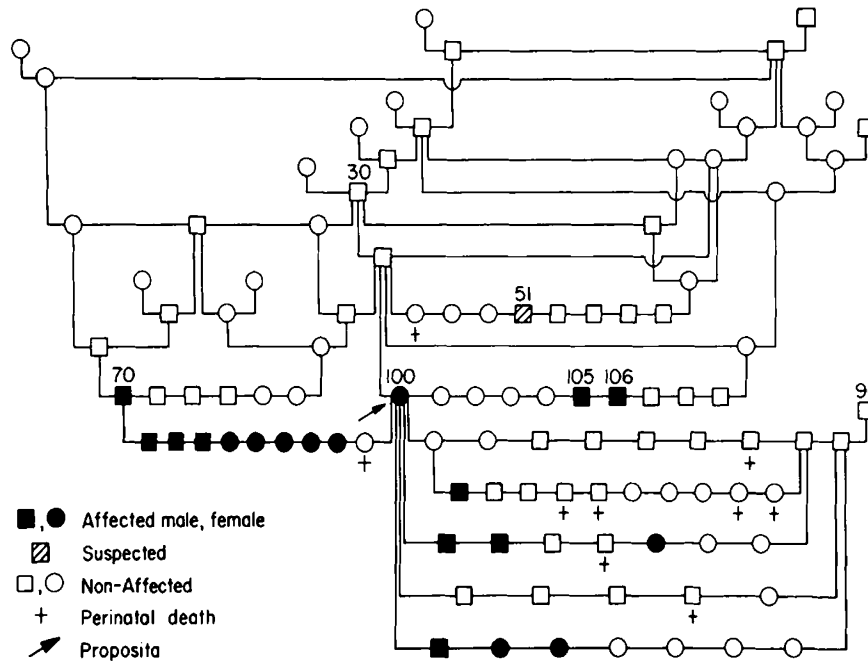 30
51
70
100
105 106
9
■,● Affected male, female
Suspected
□,○ Non-Affected
+ Perinatal death
Proposita